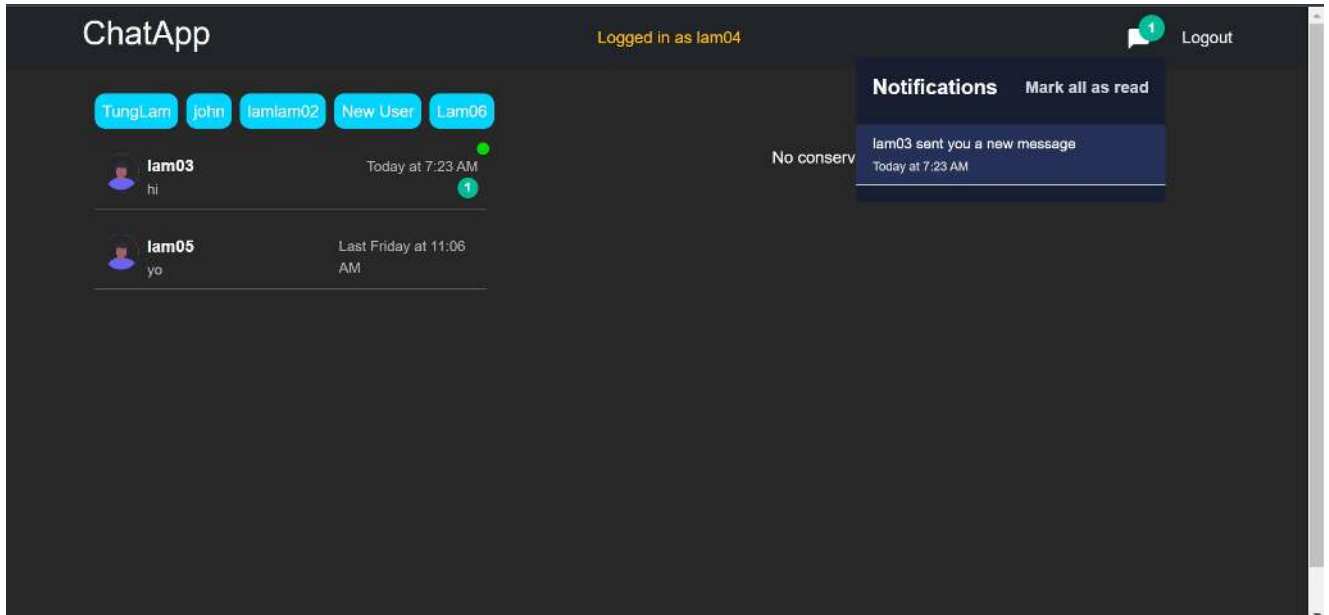 ChatApp
Logged in as lam04
1
Logout
Notifications Mark all as read
TungLam john lamlam02 New User Lam06
lam03 sent you a new message
Today at 7:23 AM
No conserv
lam03 Today at 7:23 AM
hi 1
lam05 Last Friday at 11:06
AM
yo